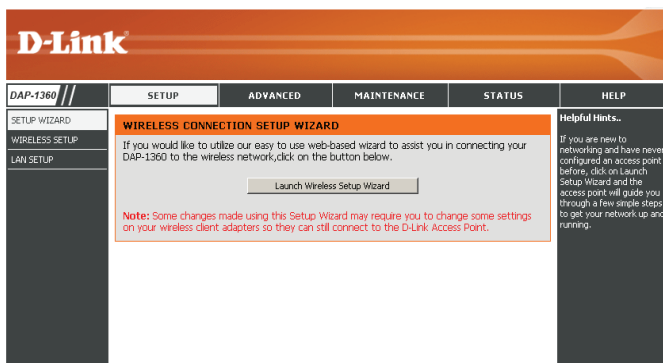 D-Link
DAP-1360 // SETUP ADVANCED MAINTENANCE STATUS HELP
SETUP WIZARD
WIRELESS SETUP
LAN SETUP
WIRELESS CONNECTION SETUP WIZARD
If you would like to utilize our easy to use web-based wizard to assist you in connecting your
DAP-1360 to the wireless network,click on the button below.
Launch Wireless Setup Wizard
Note: Some changes made using this Setup Wizard may require you to change some settings
on your wireless client adapters so they can still connect to the D-Link Access Point.
Helpful Hints..
If you are new to
networking and have never
configured an access point
before, click on Launch
Setup Wizard and the
access point will guide you
through a few simple steps
to get your network up and
running.